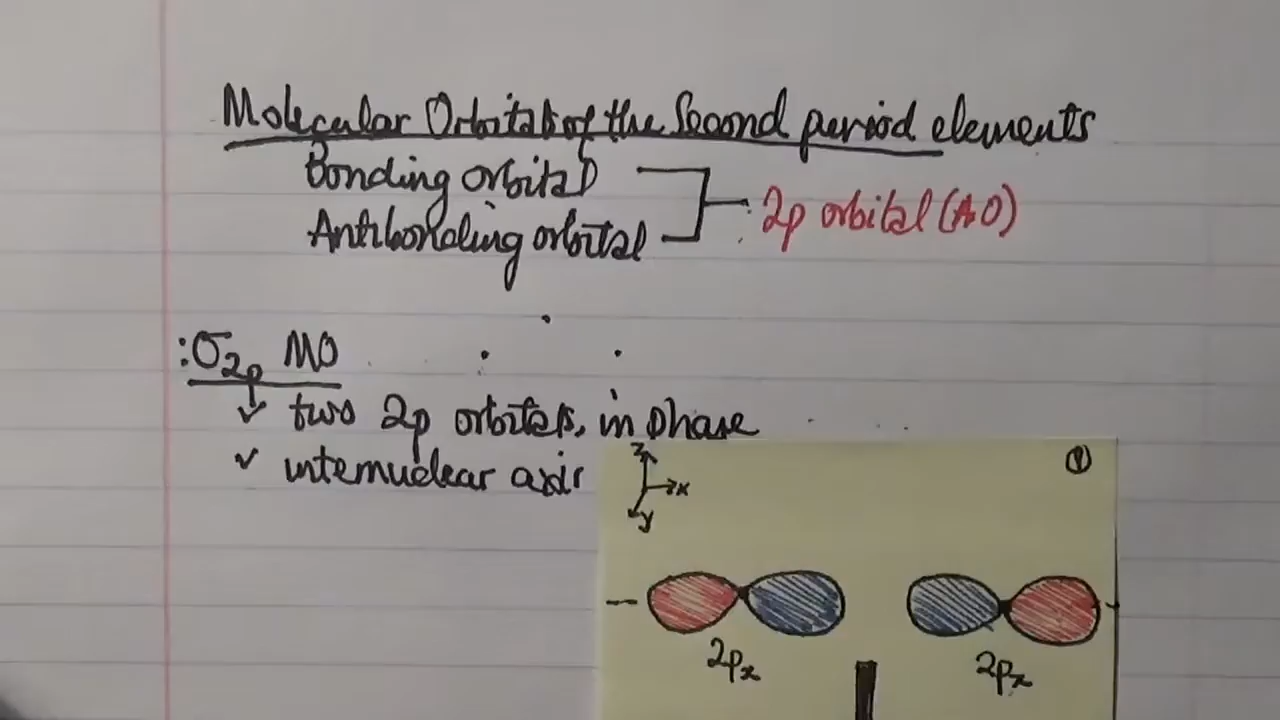 Molecular Orbitals of the Second period elements
Bonding orbital
Antibonding orbital
2p orbital (AO)
:σ2p MO
✓ two 2p orbitals, in phase
✓ internuclear axis
z
x
y
①
2px
2px